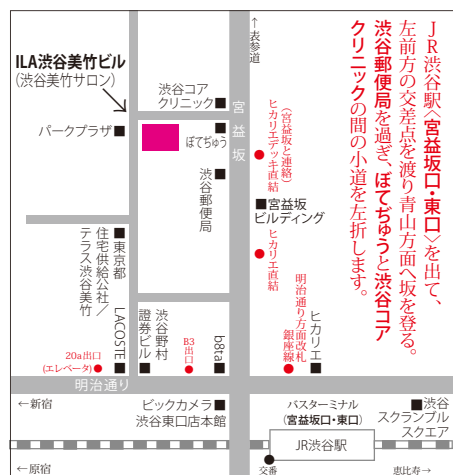 JR渋谷駅〈宮益坂口・東口〉を出て、
左前方の交差点を渡り青山方面へ坂を登る。
渋谷郵便局を過ぎ、ぼてぢゅうと渋谷コア
クリニックの間の小道を左折します。
↑表参道
ILA渋谷美竹ビル
(渋谷美竹サロン)
渋谷コア
クリニック
宮益坂
パークプラザ
ぼてぢゅう
〈宮益坂と連絡〉
ヒカリエデッキ直結
渋谷郵便局
宮益坂
ビルディング
ヒカリエ直結
東京都
住宅供給公社／
テラス渋谷美竹
LACOSTE
渋谷野村
證券ビル
B3
出口
b8ta
明治通り方面改札
銀座線
ヒカリエ
20a出口
(エレベータ)
明治通り
←新宿
ビックカメラ
渋谷東口店本館
バスターミナル
(宮益坂口・東口)
渋谷
スクランブル
スクエア
JR渋谷駅
←原宿
交番
恵比寿→